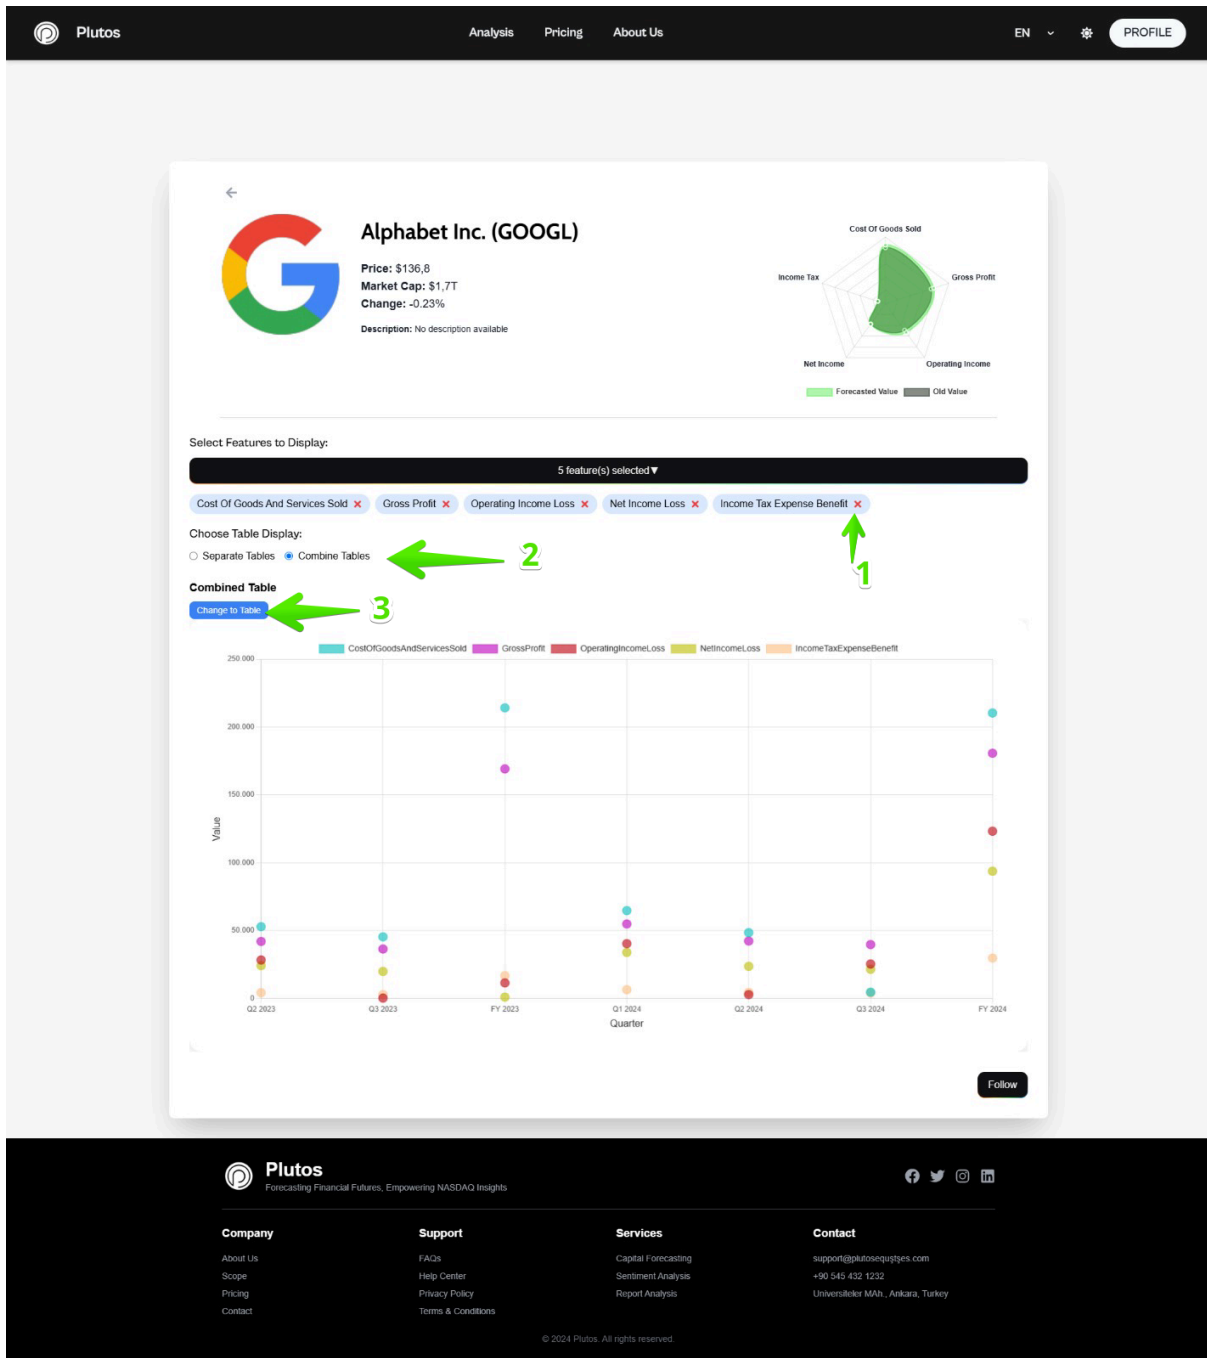 Plutos Analysis Pricing About Us EN PROFILE
Alphabet Inc. (GOOGL)
Price: $136,8
Market Cap: $1,7T
Change: -0.23%
Description: No description available
Cost Of Goods Sold
Income Tax
Gross Profit
Net Income
Operating Income
Forecasted Value Old Value
Select Features to Display:
5 feature(s) selected▼
Cost Of Goods And Services Sold ✕ Gross Profit ✕ Operating Income Loss ✕ Net Income Loss ✕ Income Tax Expense Benefit ✕
1
Choose Table Display:
Separate Tables Combine Tables
2
Combined Table
Change to Table
3
CostOfGoodsAndServicesSold GrossProfit OperatingIncomeLoss NetIncomeLoss IncomeTaxExpenseBenefit
250.000
200.000
150.000
100.000
50.000
0
Value
Q2 2023 Q3 2023 FY 2023 Q1 2024 Q2 2024 Q3 2024 FY 2024
Quarter
Follow
Plutos
Forecasting Financial Futures, Empowering NASDAQ Insights
Company
About Us
Scope
Pricing
Contact
Support
FAQs
Help Center
Privacy Policy
Terms & Conditions
Services
Capital Forecasting
Sentiment Analysis
Report Analysis
Contact
+90 545 432 1232
Universiteler MAh., Ankara, Turkey
© 2024 Plutos. All rights reserved.